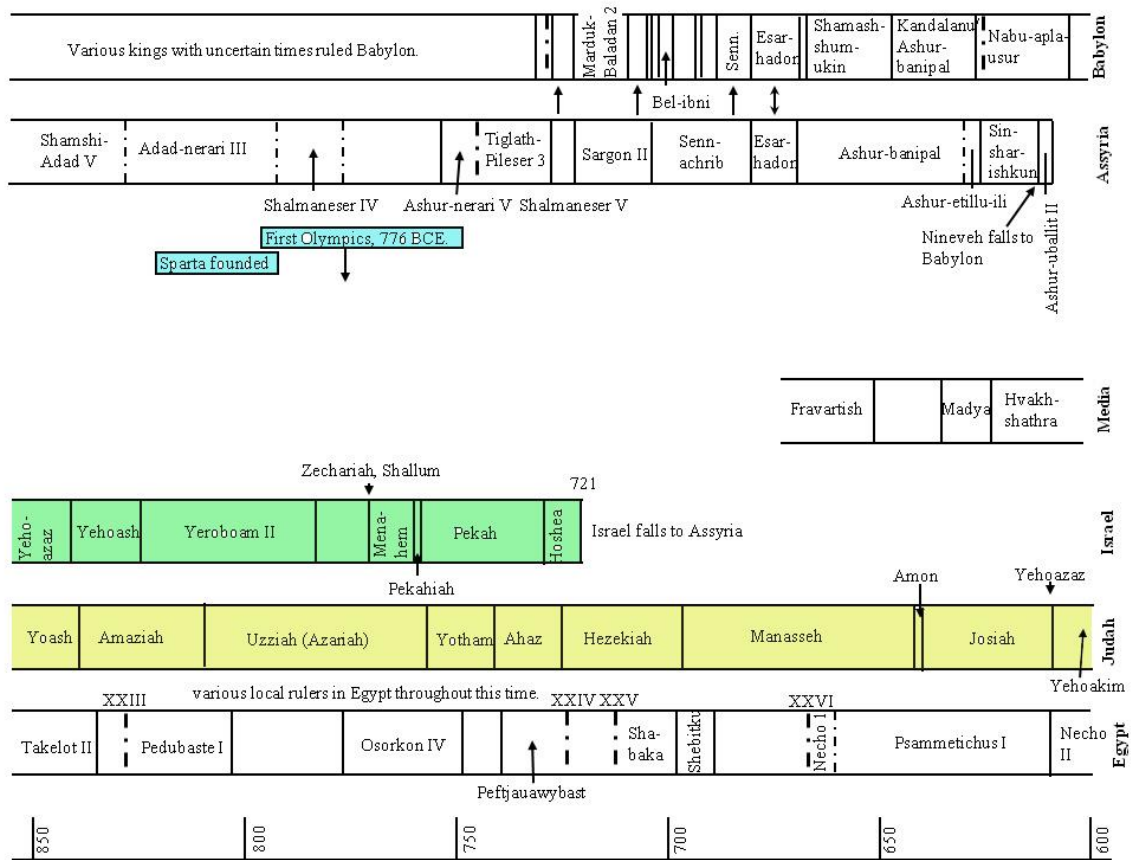 Various kings with uncertain times ruled Babylon.
Marduk-
Baladan 2
Bel-ibni
Senn.
Esar-
hadon
Shamash-
shum-
ukin
Kandalanu/
Ashur-
banipal
Nabu-apla-
usur
Babylon
Shamshi-
Adad V
Adad-nerari III
Shalmaneser IV
Ashur-nerari V
Tiglath-
Pileser 3
Shalmaneser V
Sargon II
Senn-
achrib
Esar-
hadon
Ashur-banipal
Ashur-etillu-ili
Sin-
shar-
ishkun
Nineveh falls to
Babylon
Ashur-uballit II
Assyria
First Olympics, 776 BCE.
Sparta founded
Fravartish
Madya
Hvakh-
shathra
Media
Zechariah, Shallum
721
Yeho-
azaz
Yehoash
Yeroboam II
Mena-
hem
Pekah
Hoshea
Israel falls to Assyria
Pekahiah
Israel
Amon
Yehoazaz
Yoash
Amaziah
Uzziah (Azariah)
Yotham
Ahaz
Hezekiah
Manasseh
Josiah
Yehoakim
Judah
various local rulers in Egypt throughout this time.
XXIII
XXIV
XXV
XXVI
Takelot II
Pedubaste I
Osorkon IV
Peftjauawybast
Sha-
baka
Shebitku
Necho 1
Psammetichus I
Necho
II
Egypt
850
800
750
700
650
600